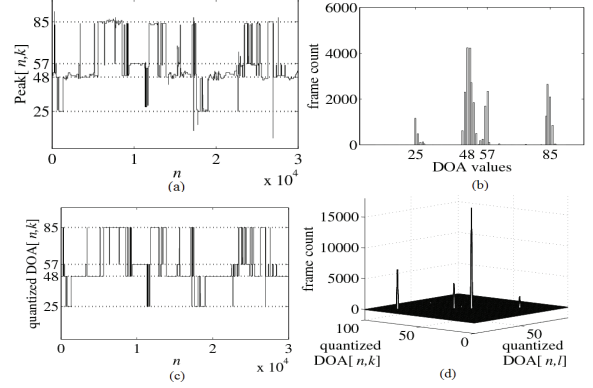 Peak[ n,k]
85
57
48
25
0
1
2
3
n
x 10^4
(a)
frame count
6000
4000
2000
0
25
48
57
85
DOA values
(b)
quantized DOA[ n,k]
85
57
48
25
0
1
2
3
n
x 10^4
(c)
frame count
15000
10000
5000
0
100
50
0
50
quantized
DOA[ n,k]
quantized
DOA[ n,l]
(d)